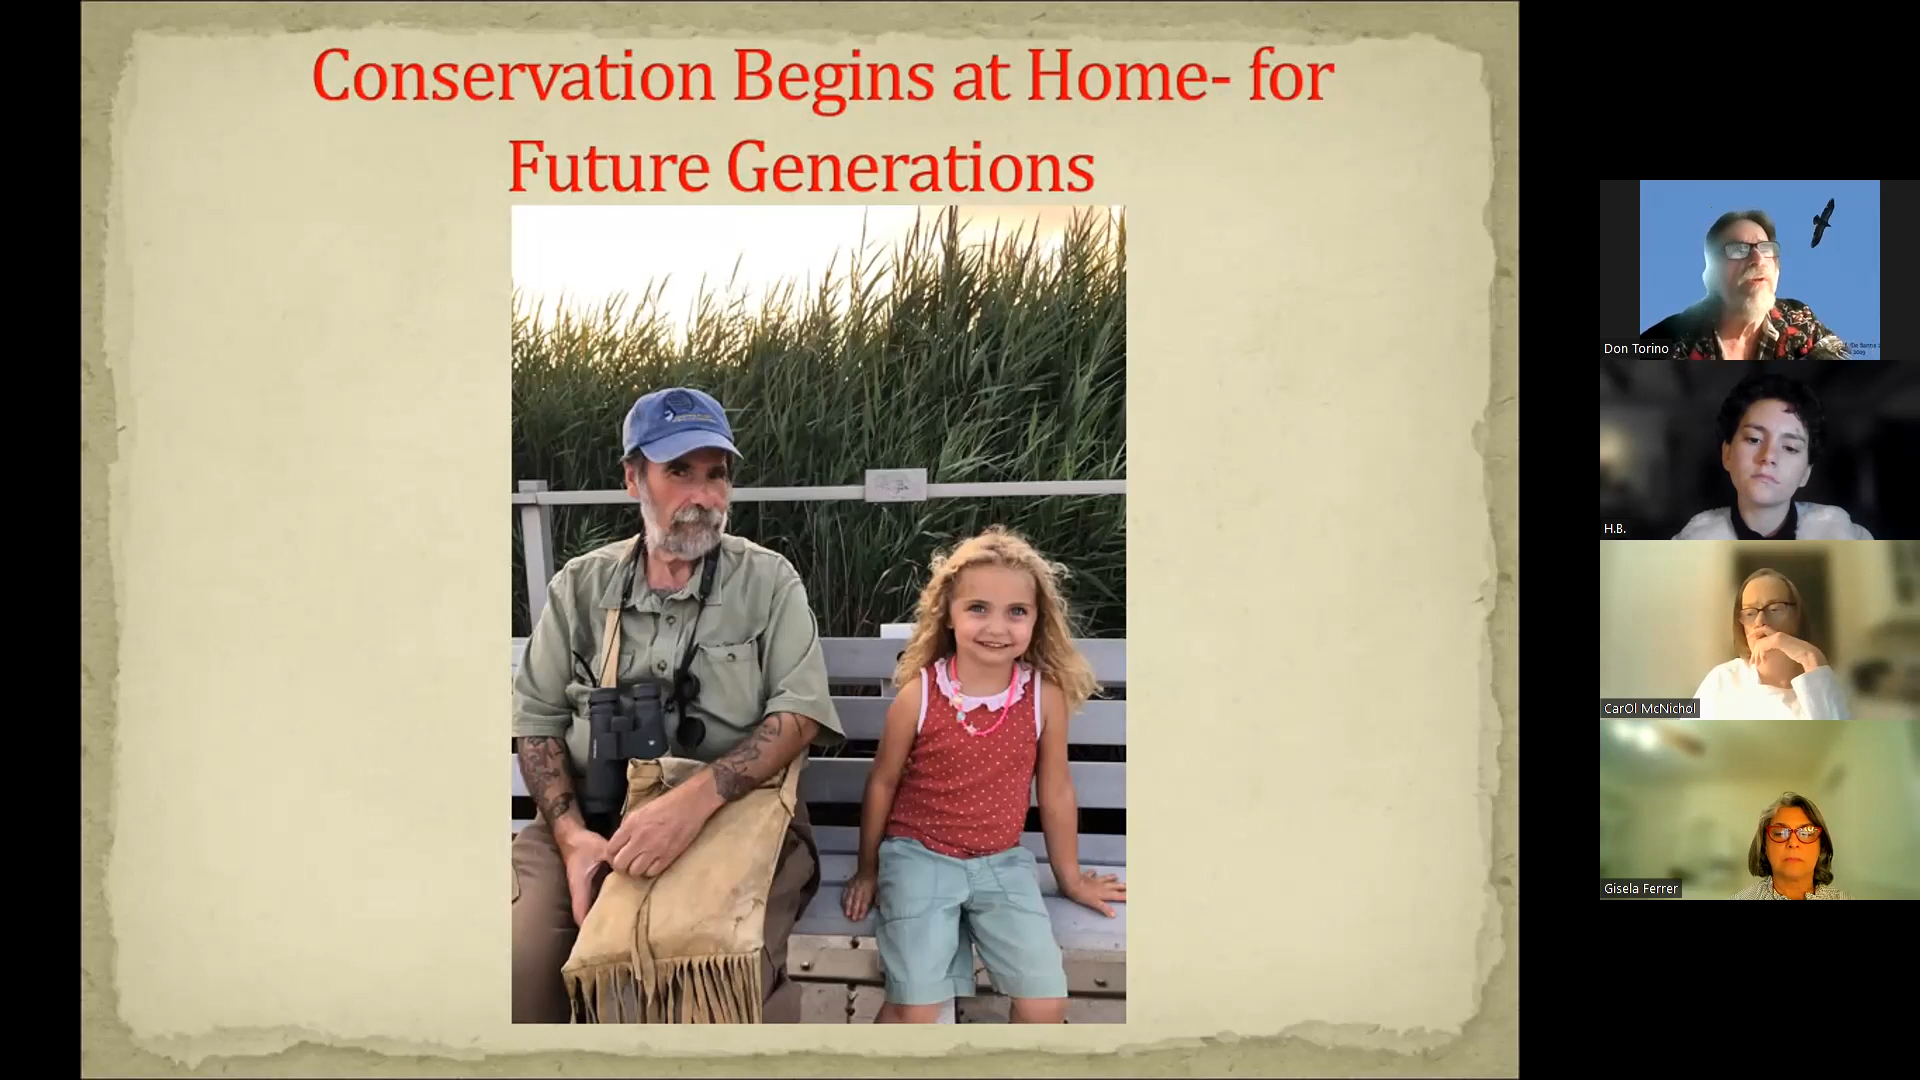 Conservation Begins at Home- for
Future Generations
Don Torino
H.B.
CarOl McNichol
Gisela Ferrer